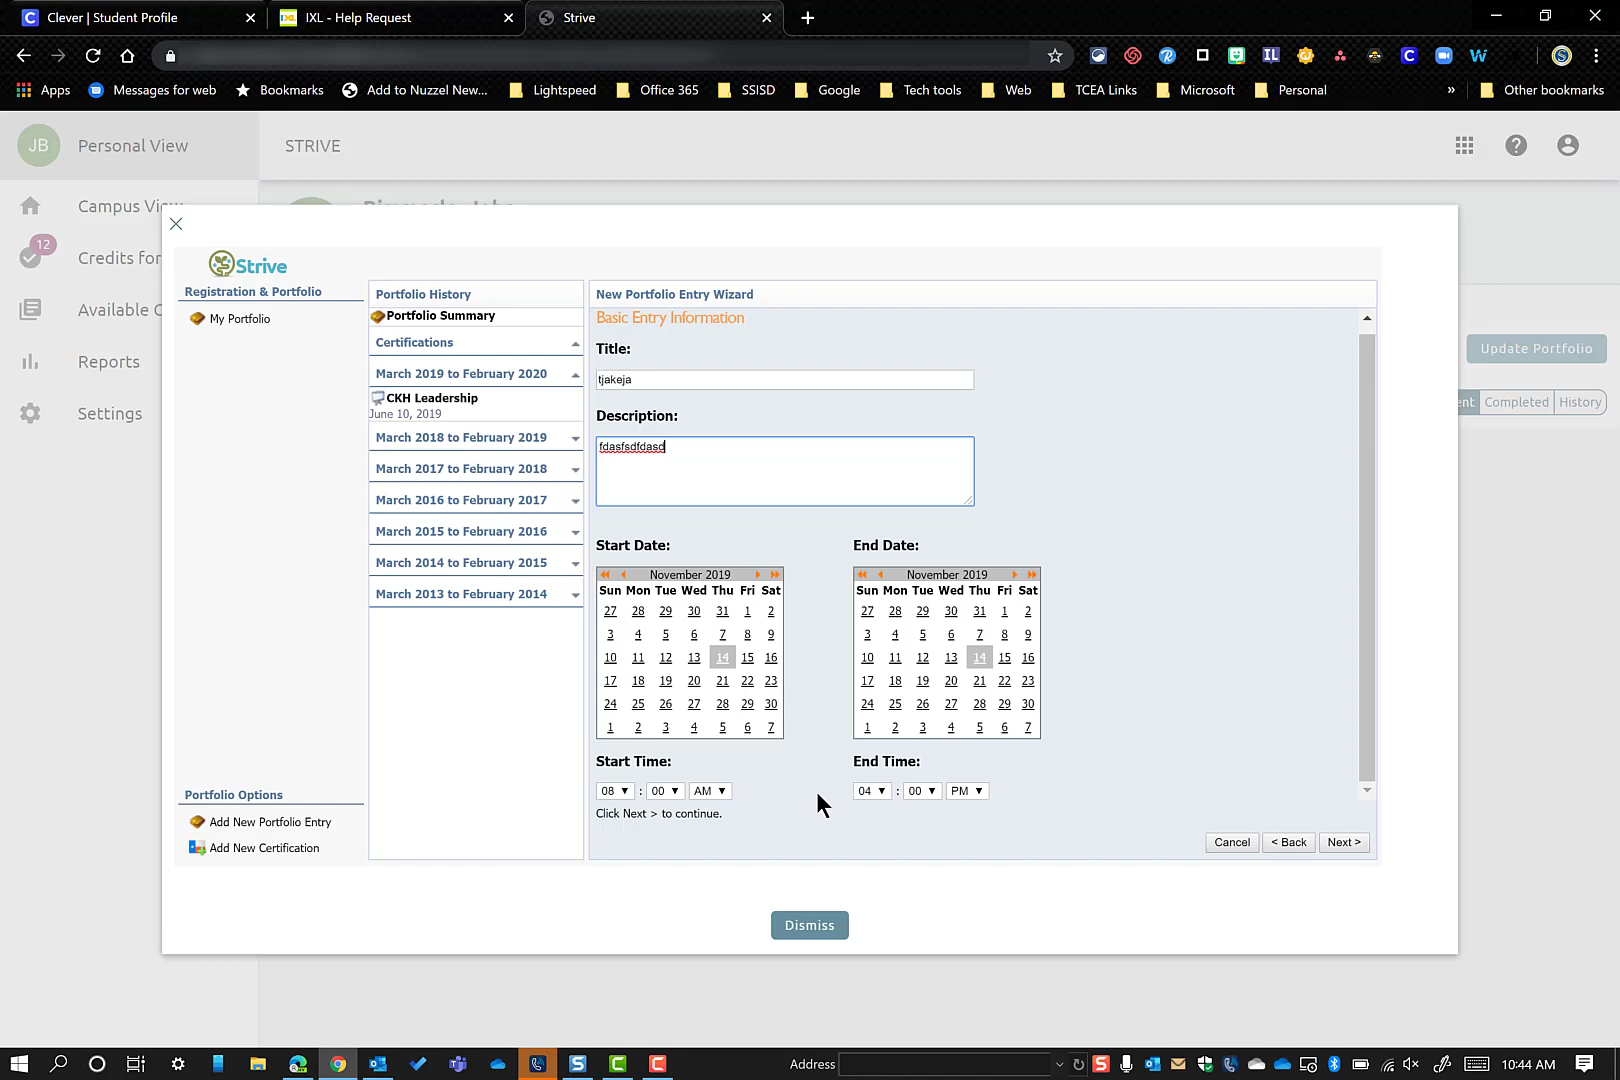 Clever | Student Profile
IXL - Help Request
Strive
Apps
Messages for web
Bookmarks
Add to Nuzzel New...
Lightspeed
Office 365
SSISD
Google
Tech tools
Web
TCEA Links
Microsoft
Personal
»
Other bookmarks
JB
Personal View
STRIVE
Campus View
12
Credits for
Available C
Reports
Settings
Update Portfolio
ent
Completed
History
Strive
Registration & Portfolio
My Portfolio
Portfolio Options
Add New Portfolio Entry
Add New Certification
Portfolio History
Portfolio Summary
Certifications
March 2019 to February 2020
CKH Leadership
June 10, 2019
March 2018 to February 2019
March 2017 to February 2018
March 2016 to February 2017
March 2015 to February 2016
March 2014 to February 2015
March 2013 to February 2014
New Portfolio Entry Wizard
Basic Entry Information
Title:
tjakeja
Description:
fdasfsdfdasd
Start Date:
November 2019
Sun Mon Tue Wed Thu Fri Sat
27 28 29 30 31 1 2
3 4 5 6 7 8 9
10 11 12 13 14 15 16
17 18 19 20 21 22 23
24 25 26 27 28 29 30
1 2 3 4 5 6 7
End Date:
November 2019
Sun Mon Tue Wed Thu Fri Sat
27 28 29 30 31 1 2
3 4 5 6 7 8 9
10 11 12 13 14 15 16
17 18 19 20 21 22 23
24 25 26 27 28 29 30
1 2 3 4 5 6 7
Start Time:
08 : 00 AM
End Time:
04 : 00 PM
Click Next > to continue.
Cancel
< Back
Next >
Dismiss
Address
10:44 AM